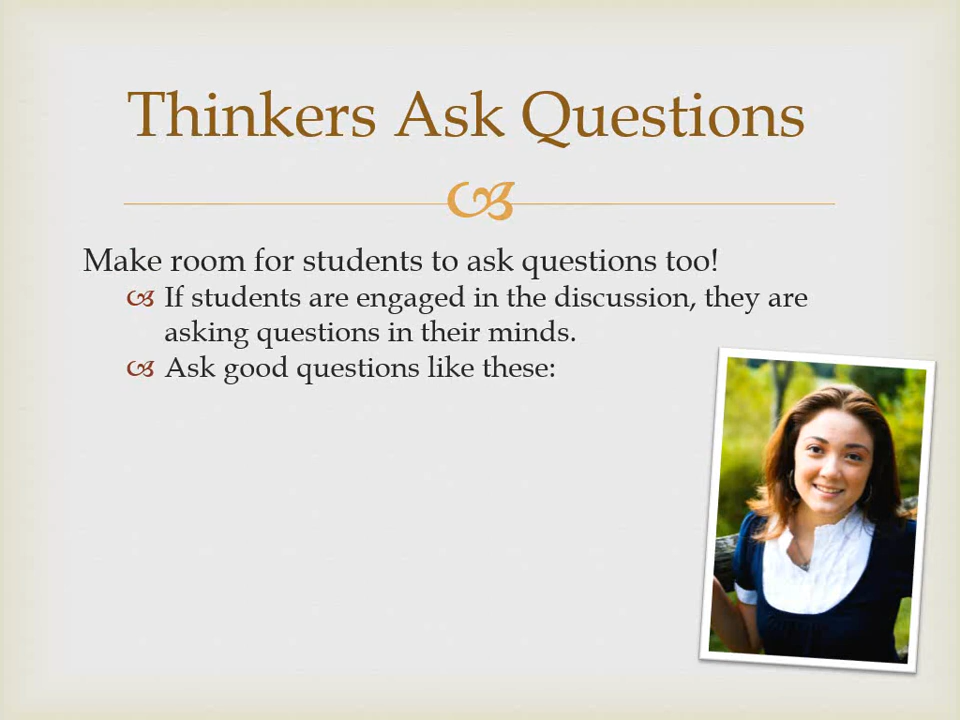 Thinkers Ask Questions
Make room for students to ask questions too!
If students are engaged in the discussion, they are
asking questions in their minds.
Ask good questions like these: